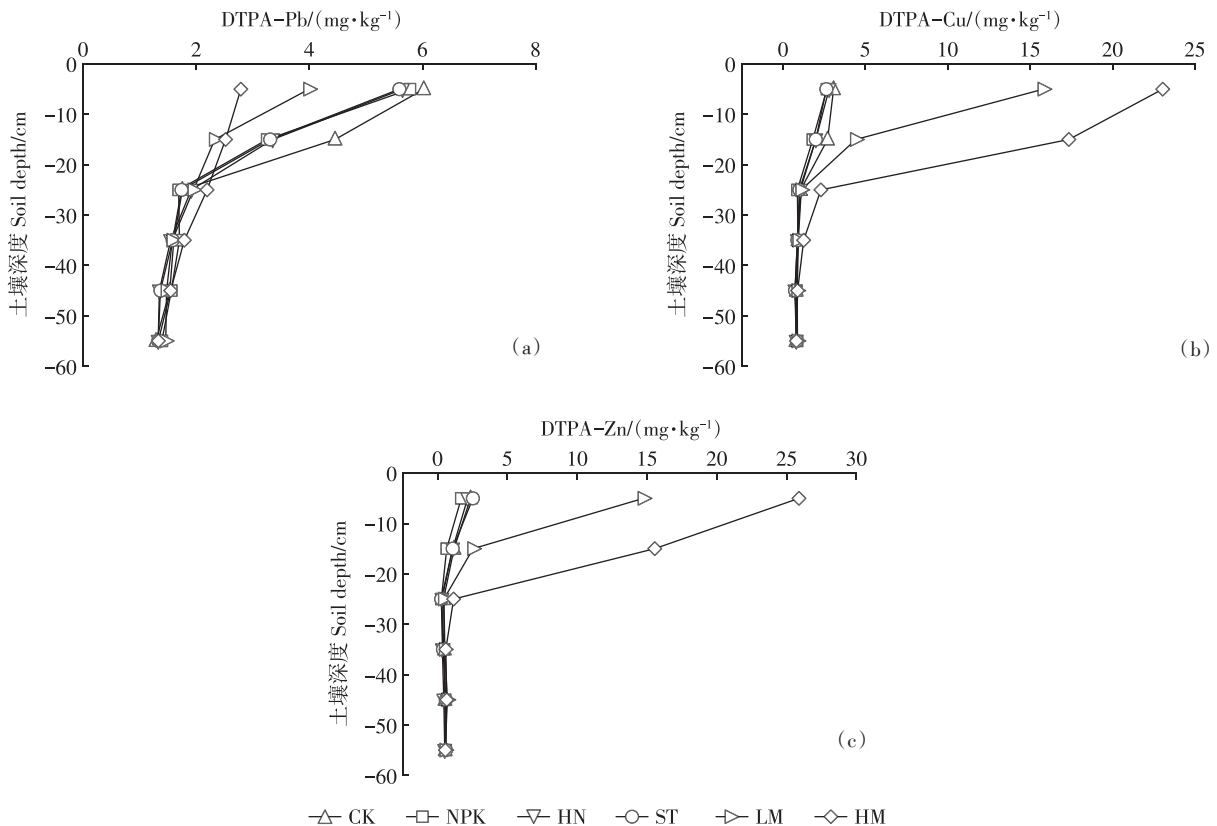 DTPA-Pb/(mg·kg⁻¹)
0 2 4 6 8
0
-10
-20
-30
-40
-50
-60
土壤深度 Soil depth/cm
(a)
DTPA-Cu/(mg·kg⁻¹)
0 5 10 15 20 25
0
-10
-20
-30
-40
-50
-60
土壤深度 Soil depth/cm
(b)
DTPA-Zn/(mg·kg⁻¹)
0 5 10 15 20 25 30
0
-10
-20
-30
-40
-50
-60
土壤深度 Soil depth/cm
(c)
CK NPK HN ST LM HM